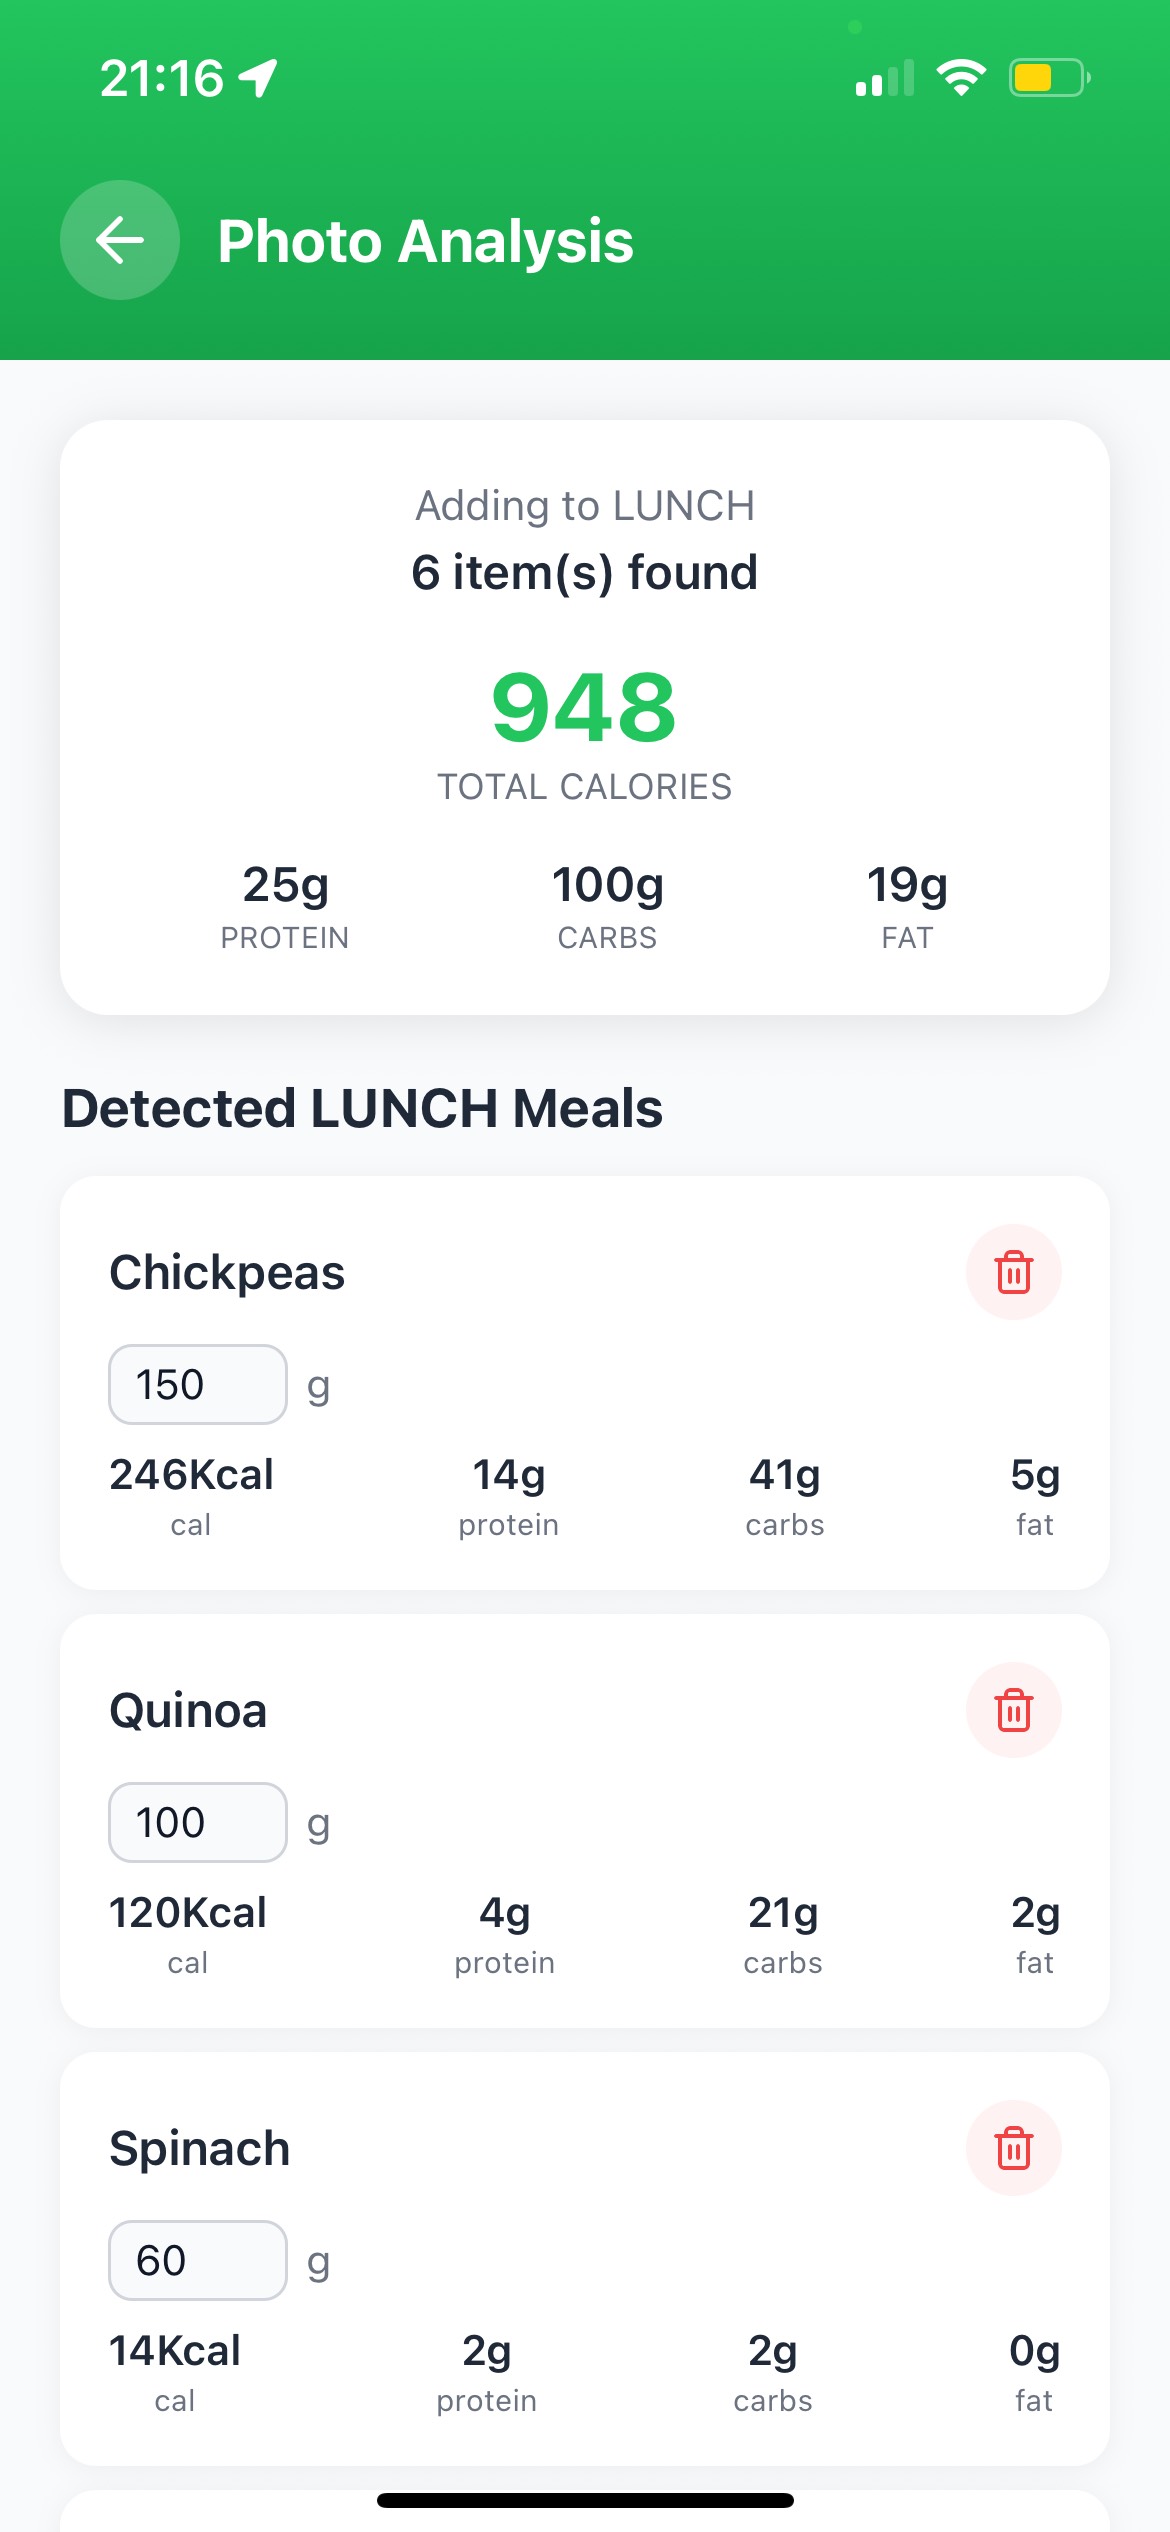 21:16
Photo Analysis
Adding to LUNCH
6 item(s) found
948
TOTAL CALORIES
25g 100g 19g
PROTEIN CARBS FAT
Detected LUNCH Meals
Chickpeas
150 g
246Kcal 14g 41g 5g
cal protein carbs fat
Quinoa
100 g
120Kcal 4g 21g 2g
cal protein carbs fat
Spinach
60 g
14Kcal 2g 2g 0g
cal protein carbs fat